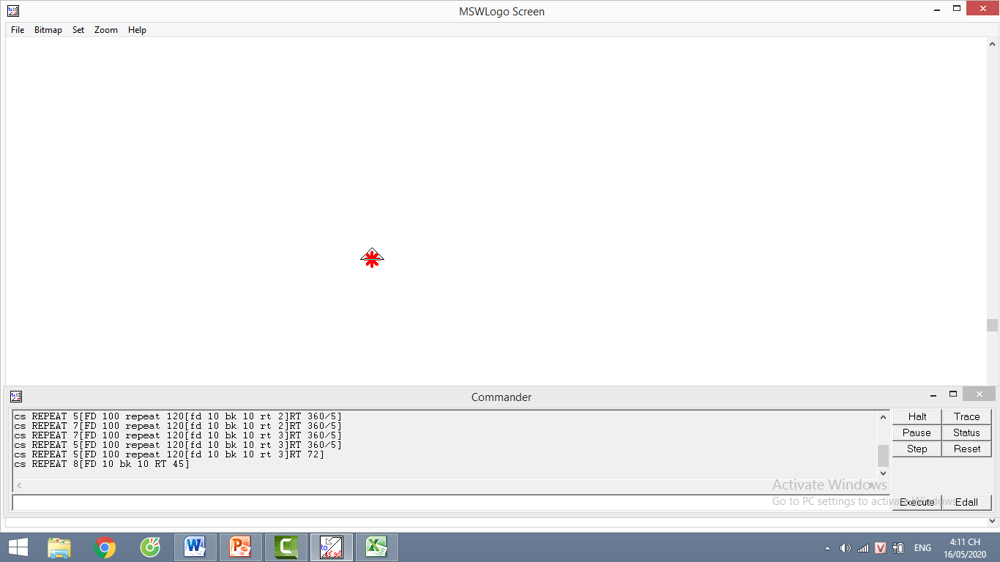 MSWLogo Screen
File Bitmap Set Zoom Help
Commander
cs REPEAT 5[FD 100 repeat 120[fd 10 bk 10 rt 2]RT 360/5]
cs REPEAT 7[FD 100 repeat 120[fd 10 bk 10 rt 2]RT 360/5]
cs REPEAT 7[FD 100 repeat 120[fd 10 bk 10 rt 3]RT 360/5]
cs REPEAT 5[FD 100 repeat 120[fd 10 bk 10 rt 3]RT 360/5]
cs REPEAT 5[FD 100 repeat 120[fd 10 bk 10 rt 3]RT 72]
cs REPEAT 8[FD 10 bk 10 RT 45]
Halt Trace
Pause Status
Step Reset
Activate Windows
Go to PC settings to activate Windows.
Execute Edall
ENG
4:11 CH
16/05/2020